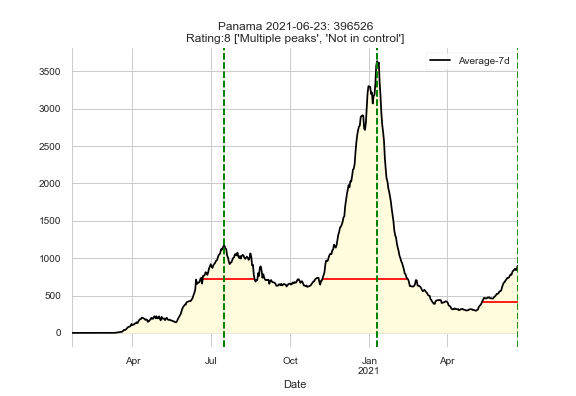 Panama 2021-06-23: 396526
Rating:8 ['Multiple peaks', 'Not in control']
Average-7d
3500
3000
2500
2000
1500
1000
500
0
Apr
Jul
Oct
Jan
2021
Apr
Date